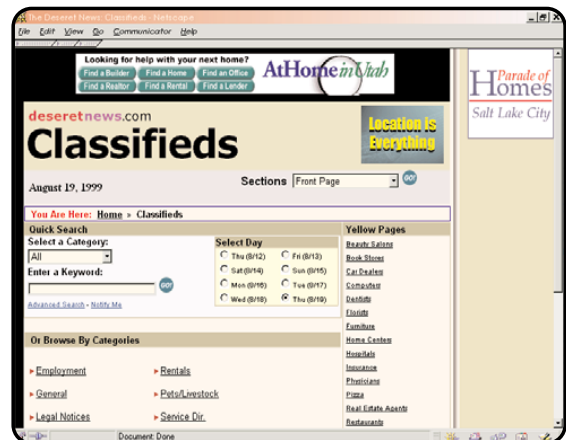 The Deseret News: Classifieds - Netscape
File Edit View Go Communicator Help
Looking for help with your next home?
Find a Builder Find a Home Find an Office
Find a Realtor Find a Rental Find a Lender
AtHome in Utah
Parade of
Homes
Salt Lake City
deseretnews.com
Classifieds
Location is
Everything
August 19, 1999
Sections Front Page GO!
You Are Here: Home » Classifieds
Quick Search
Select a Category:
All
Enter a Keyword:
GO!
Advanced Search - Notify Me
Select Day
Thu (8/12) Fri (8/13)
Sat (8/14) Sun (8/15)
Mon (8/16) Tue (8/17)
Wed (8/18) Thu (8/19)
Yellow Pages
Beauty Salons
Book Stores
Car Dealers
Computers
Dentists
Florists
Furniture
Home Centers
Hospitals
Insurance
Physicians
Pizza
Real Estate Agents
Restaurants
Or Browse By Categories
Employment Rentals
General Pets/Livestock
Legal Notices Service Dir.
Document: Done